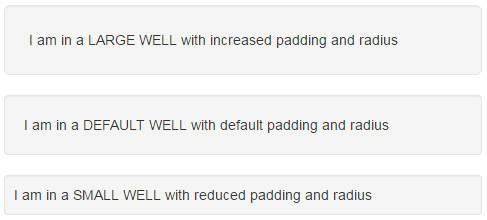 I am in a LARGE WELL with increased padding and radius
I am in a DEFAULT WELL with default padding and radius
I am in a SMALL WELL with reduced padding and radius